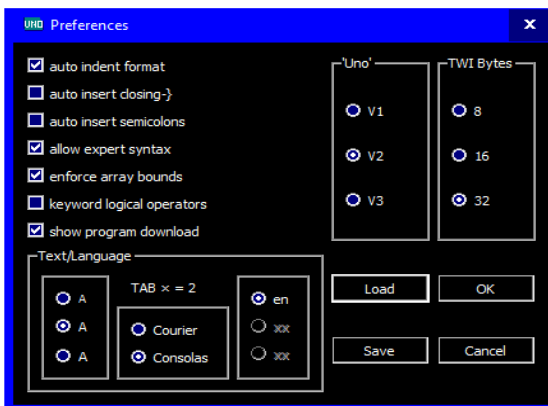 UNO Preferences x
auto indent format
auto insert closing-}
auto insert semicolons
allow expert syntax
enforce array bounds
keyword logical operators
show program download
'Uno'
V1
V2
V3
TWI Bytes
8
16
32
Text/Language
A
A
A
TAB × = 2
Courier
Consolas
en
xx
xx
Load
OK
Save
Cancel